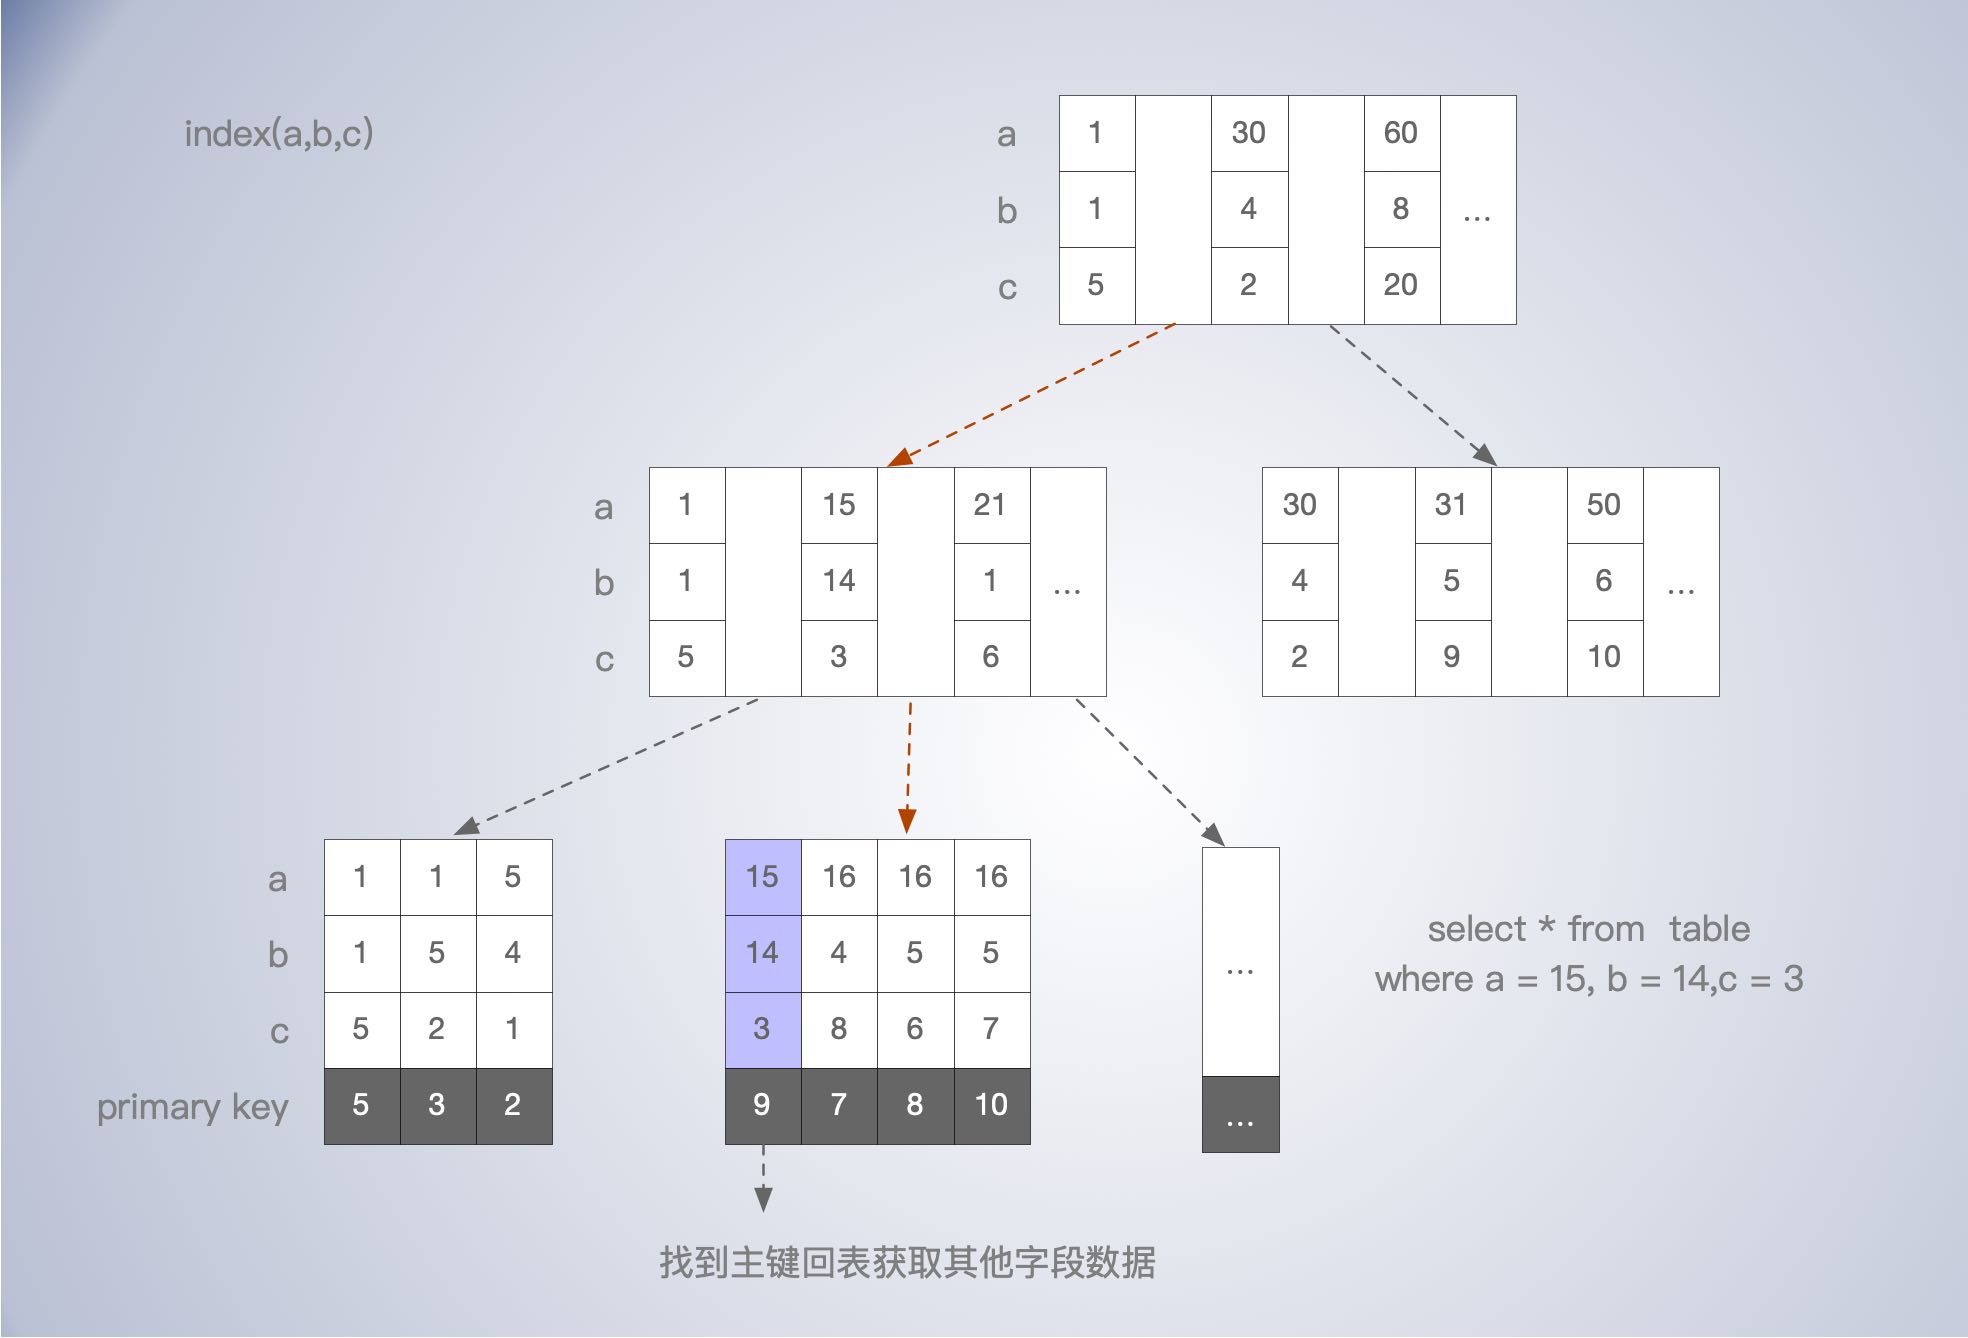 index(a,b,c)
a 1 30 60
b 1 4 8 ...
c 5 2 20
a 1 15 21 30 31 50
b 1 14 1 ... 4 5 6 ...
c 5 3 6 2 9 10
a 1 1 5 15 16 16 16
b 1 5 4 14 4 5 5
c 5 2 1 3 8 6 7
...
primary key 5 3 2 9 7 8 10 ...
select * from table
where a = 15, b = 14,c = 3
找到主键回表获取其他字段数据